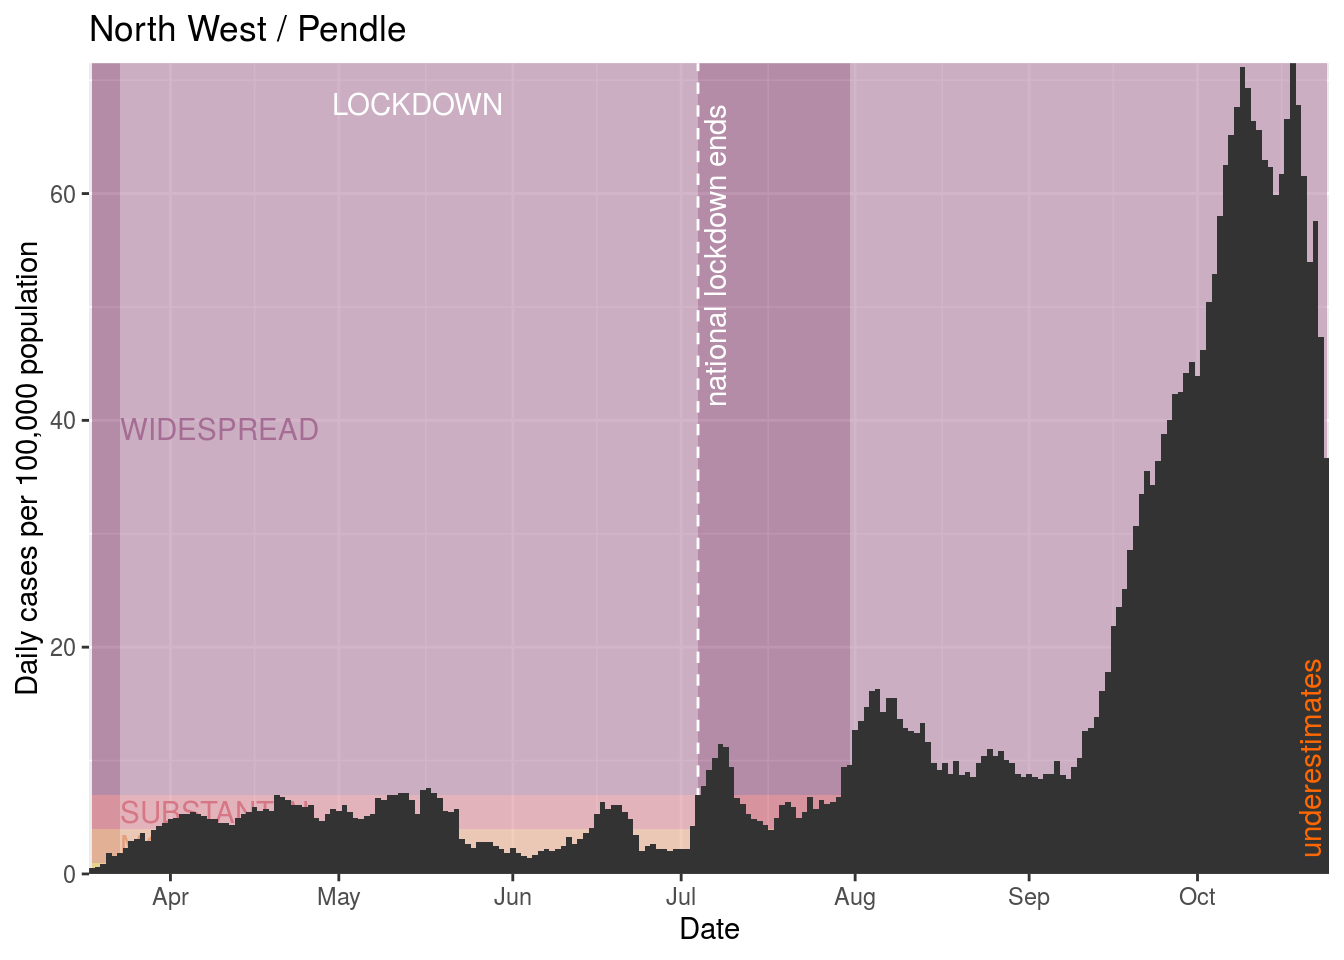 North West / Pendle
LOCKDOWN
national lockdown ends
WIDESPREAD
SUBSTANTIAL
underestimates
Daily cases per 100,000 population
60
40
20
0
Apr May Jun Jul Aug Sep Oct
Date